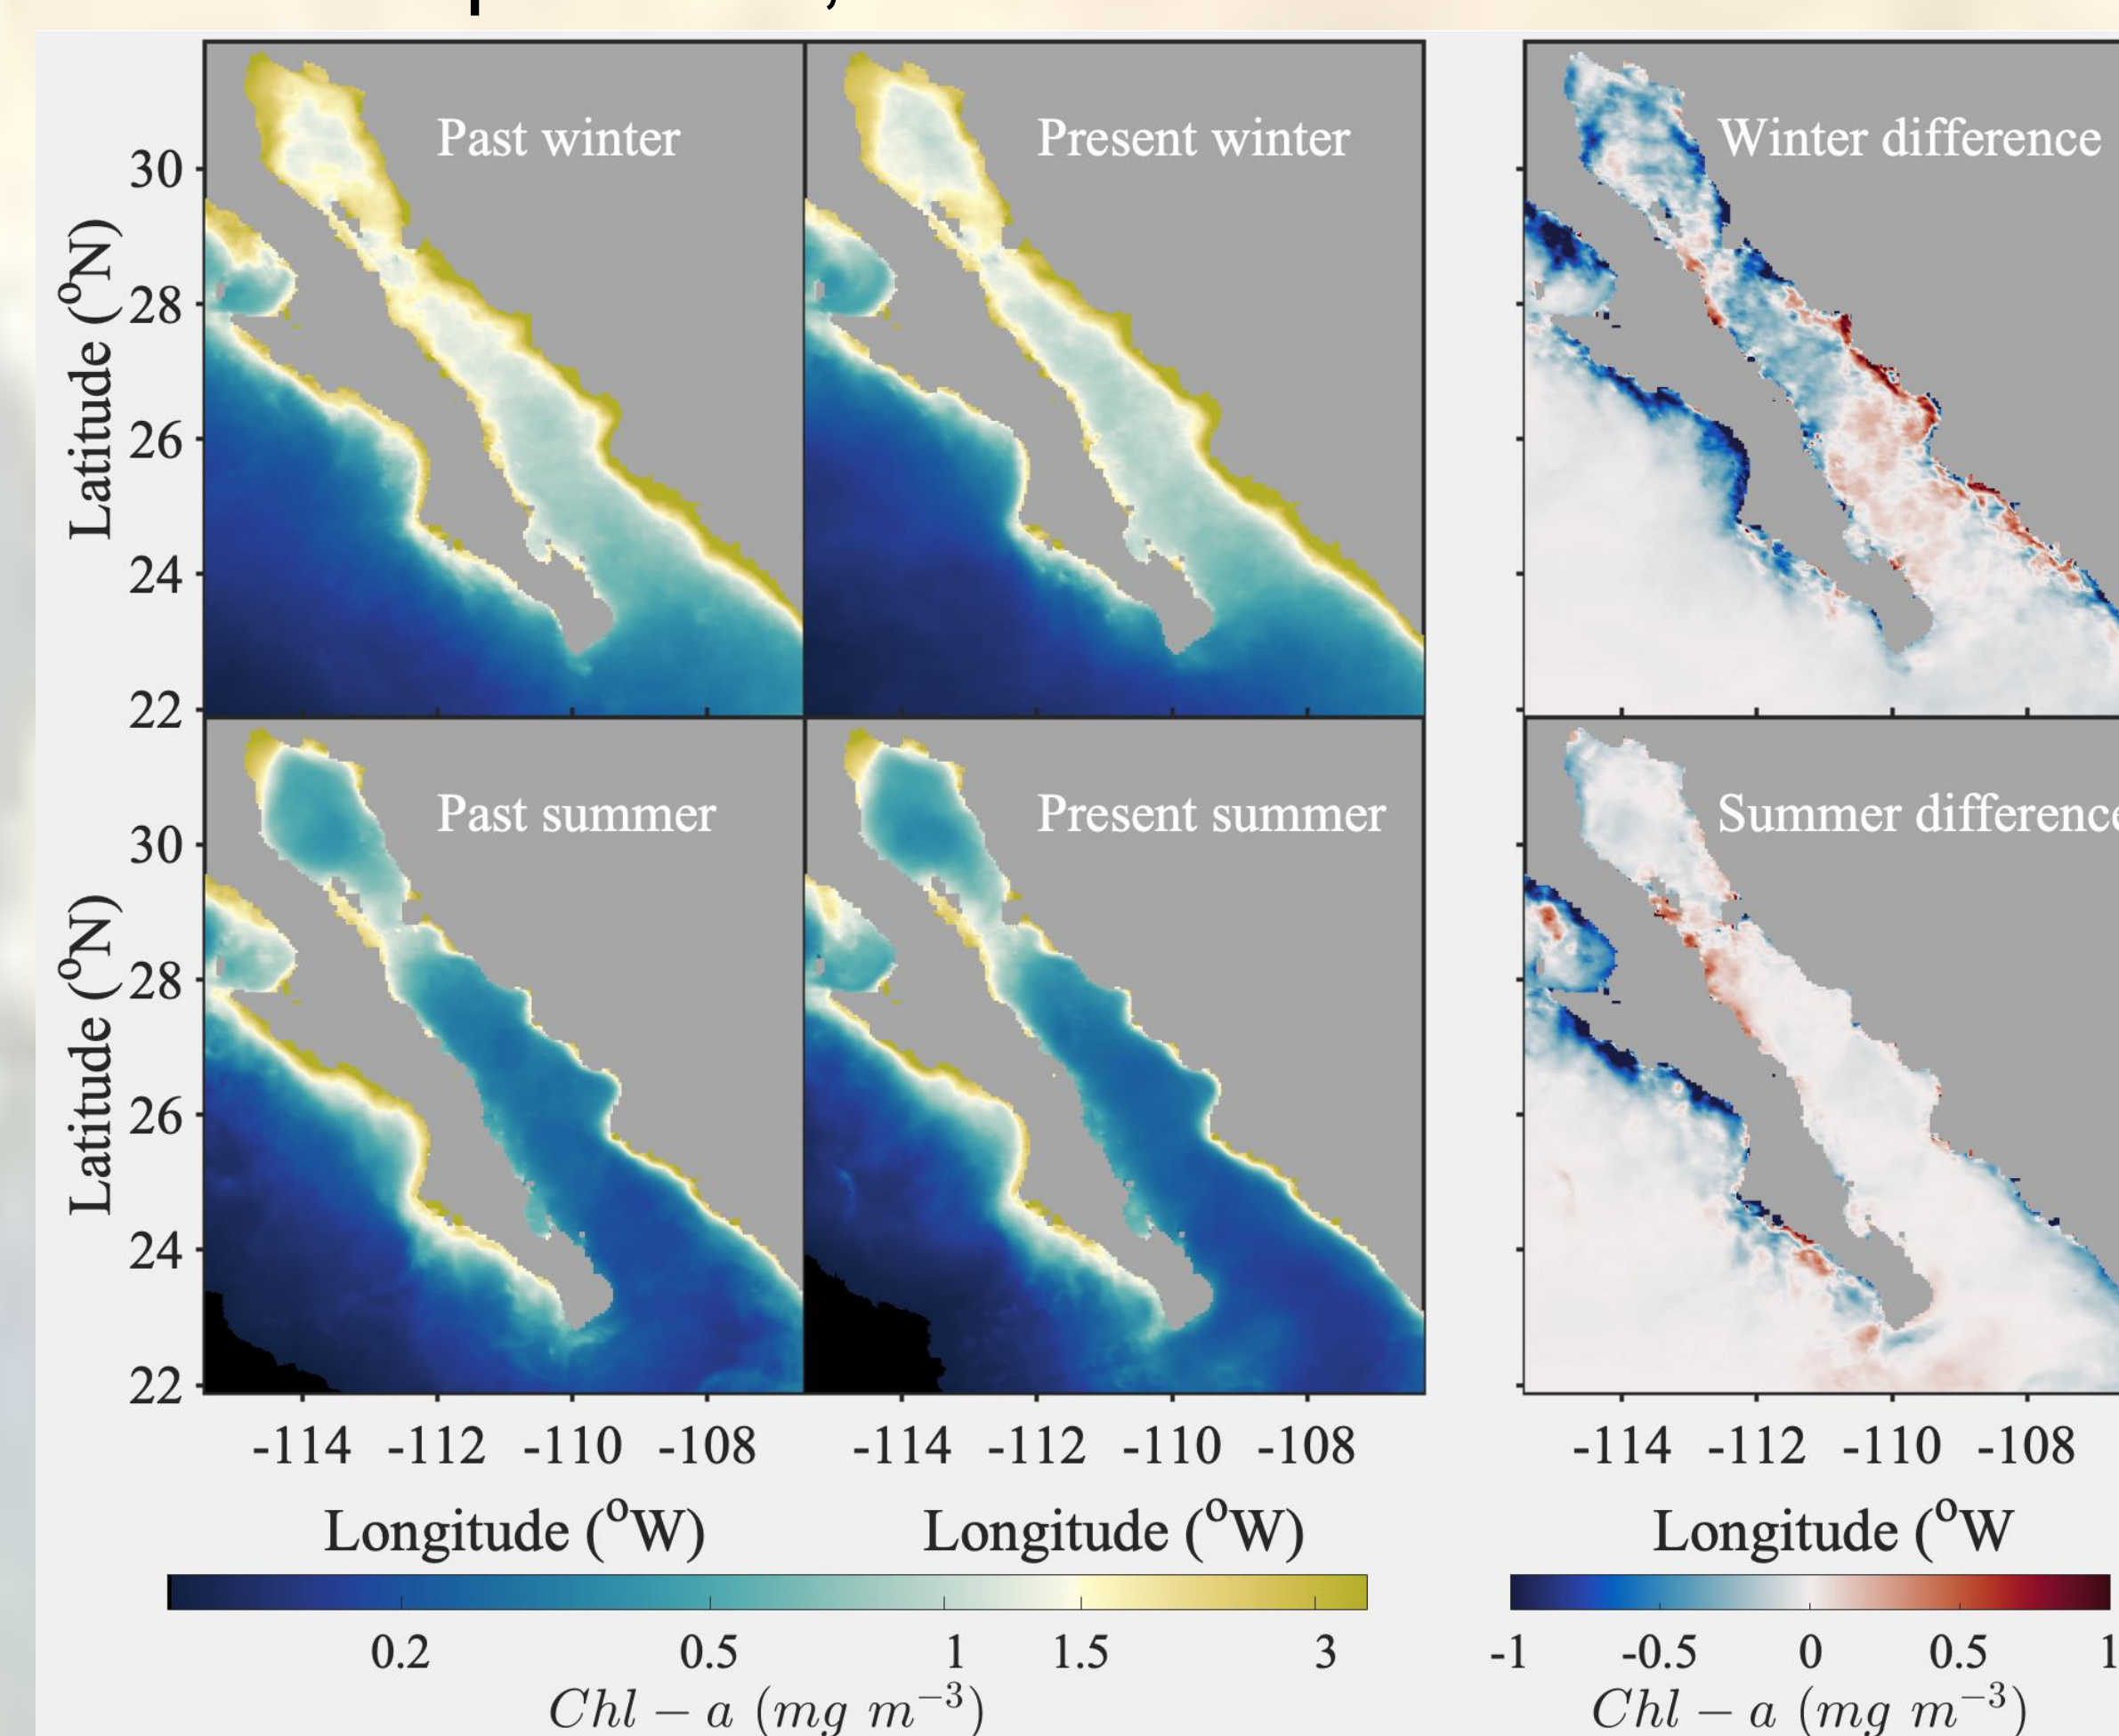 Past winter
Present winter
Winter difference
Latitude (°N)
30
28
26
24
22
Past summer
Present summer
Summer difference
Latitude (°N)
30
28
26
24
22
-114 -112 -110 -108
-114 -112 -110 -108
-114 -112 -110 -108
Longitude (°W)
Longitude (°W)
Longitude (°W
0.2 0.5 1 1.5 3
-1 -0.5 0 0.5 1
Chl − a (mg m⁻³)
Chl − a (mg m⁻³)